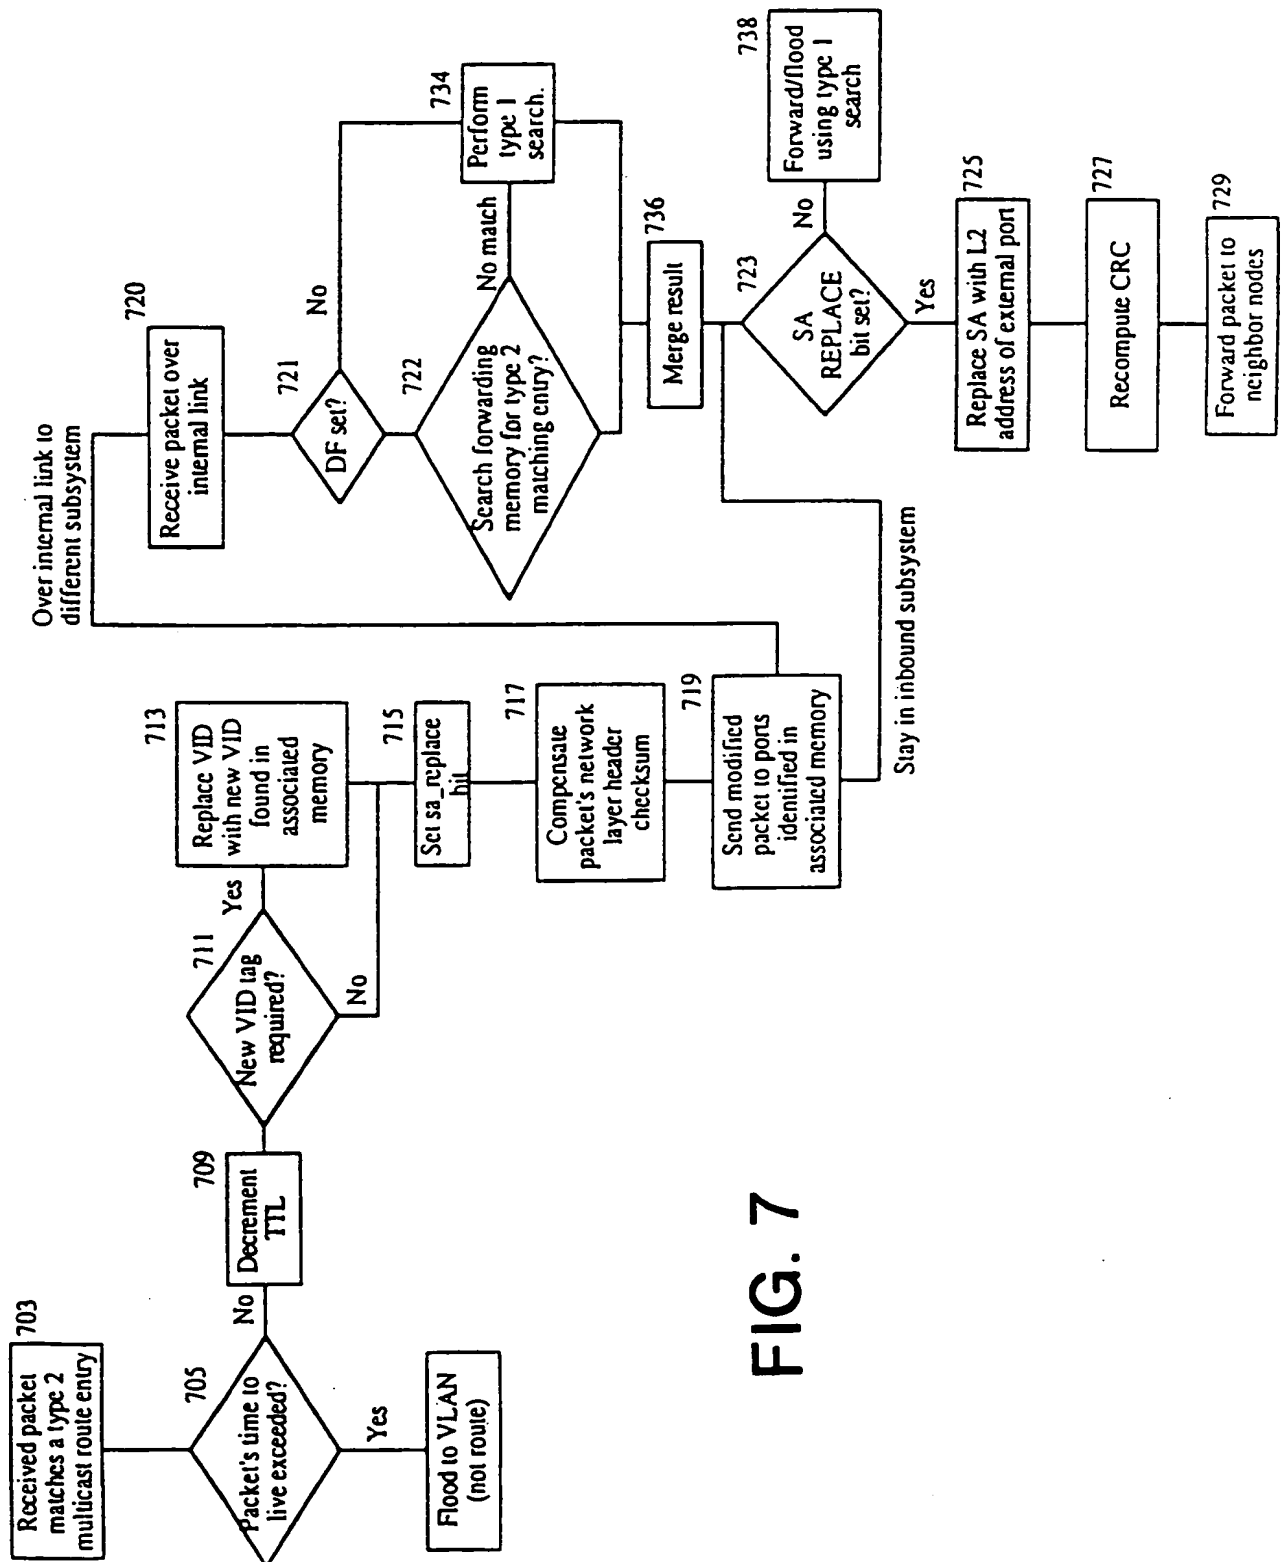 703
Received packet
matches a type 2
multicast route entry
705
Packet's time to
live exceeded?
Yes
Flood to VLAN
(not route)
No
709
Decrement
TTL
711
New VID tag
required?
Yes
No
713
Replace VID
with new VID
found in
associated
memory
715
Set sa_replace
bit
717
Compensate
packet's network
layer header
checksum
719
Send modified
packet to ports
identified in
associated memory
Over internal link to
different subsystem
Stay in inbound subsystem
720
Receive packet over
internal link
721
DF set?
No
722
Search forwarding
memory for type 2
matching entry?
No match
734
Perform
type 1
search.
736
Merge result
723
SA
REPLACE
bit set?
No
738
Forward/flood
using type 1
search
Yes
725
Replace SA with L2
address of external port
727
Recompute CRC
729
Forward packet to
neighbor nodes
FIG. 7